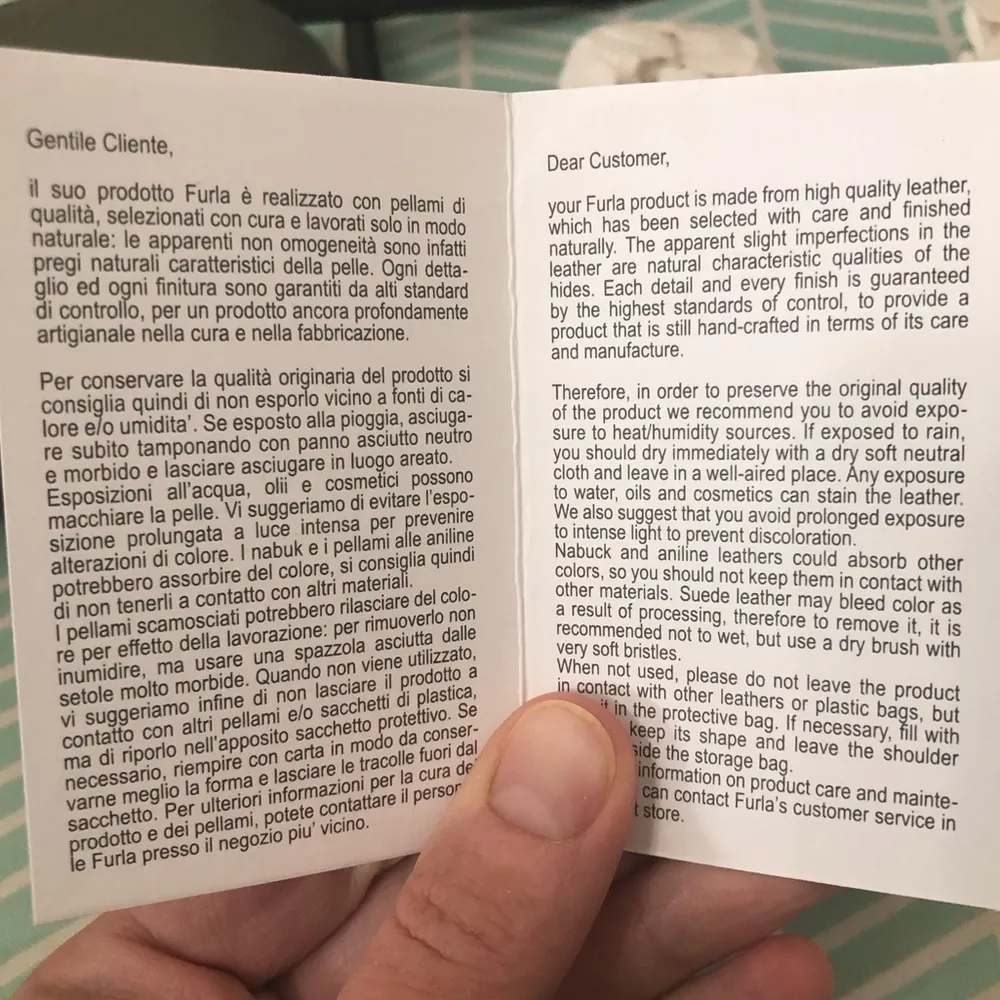 Gentile Cliente,
il suo prodotto Furla è realizzato con pellami di
qualità, selezionati con cura e lavorati solo in modo
naturale: le apparenti non omogeneità sono infatti
pregi naturali caratteristici della pelle. Ogni detta-
glio ed ogni finitura sono garantiti da alti standard
di controllo, per un prodotto ancora profondamente
artigianale nella cura e nella fabbricazione.
Per conservare la qualità originaria del prodotto si
consiglia quindi di non esporlo vicino a fonti di ca-
lore e/o umidita'. Se esposto alla pioggia, asciuga-
re subito tamponando con panno asciutto neutro
e morbido e lasciare asciugare in luogo areato.
Esposizioni all'acqua, olii e cosmetici possono
macchiare la pelle. Vi suggeriamo di evitare l'espo-
sizione prolungata a luce intensa per prevenire
alterazioni di colore. I nabuk e i pellami alle aniline
potrebbero assorbire del colore, si consiglia quindi
di non tenerli a contatto con altri materiali.
I pellami scamosciati potrebbero rilasciare del colo-
re per effetto della lavorazione: per rimuoverlo non
inumidire, ma usare una spazzola asciutta dalle
setole molto morbide. Quando non viene utilizzato,
vi suggeriamo infine di non lasciare il prodotto a
contatto con altri pellami e/o sacchetti di plastica,
ma di riporlo nell'apposito sacchetto protettivo. Se
necessario, riempire con carta in modo da conser-
varne meglio la forma e lasciare le tracolle fuori dal
sacchetto. Per ulteriori informazioni per la cura de
prodotto e dei pellami, potete contattare il person
le Furla presso il negozio piu' vicino.
Dear Customer,
your Furla product is made from high quality leather,
which has been selected with care and finished
naturally. The apparent slight imperfections in the
leather are natural characteristic qualities of the
hides. Each detail and every finish is guaranteed
by the highest standards of control, to provide a
product that is still hand-crafted in terms of its care
and manufacture.
Therefore, in order to preserve the original quality
of the product we recommend you to avoid expo-
sure to heat/humidity sources. If exposed to rain,
you should dry immediately with a dry soft neutral
cloth and leave in a well-aired place. Any exposure
to water, oils and cosmetics can stain the leather.
We also suggest that you avoid prolonged exposure
to intense light to prevent discoloration.
Nabuck and aniline leathers could absorb other
colors, so you should not keep them in contact with
other materials. Suede leather may bleed color as
a result of processing, therefore to remove it, it is
recommended not to wet, but use a dry brush with
very soft bristles.
When not used, please do not leave the product
in contact with other leathers or plastic bags, but
it in the protective bag. If necessary, fill with
keep its shape and leave the shoulder
side the storage bag.
information on product care and mainte-
can contact Furla's customer service in
store.